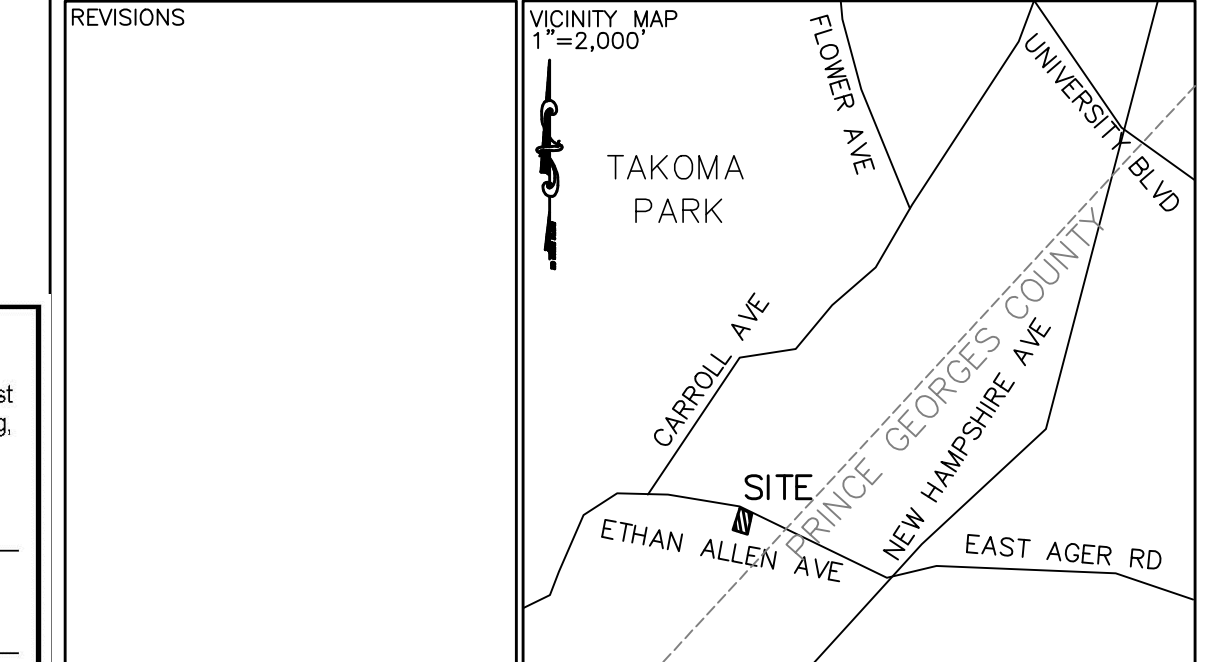 REVISIONS
VICINITY MAP
1"=2,000'
FLOWER AVE
UNIVERSITY BLVD
TAKOMA
PARK
CARROLL AVE
PRINCE GEORGES COUNTY
NEW HAMPSHIRE AVE
SITE
ETHAN ALLEN AVE
EAST AGER RD
st
g,